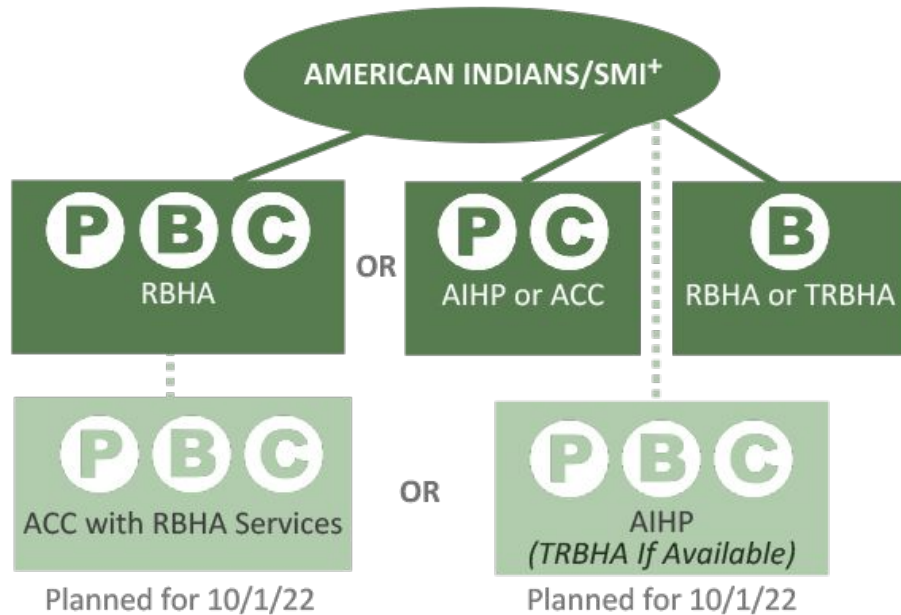 AMERICAN INDIANS/SMI+
P B C
RBHA
OR
P C
AIHP or ACC
B
RBHA or TRBHA
P B C
ACC with RBHA Services
OR
P B C
AIHP
(TRBHA If Available)
Planned for 10/1/22
Planned for 10/1/22